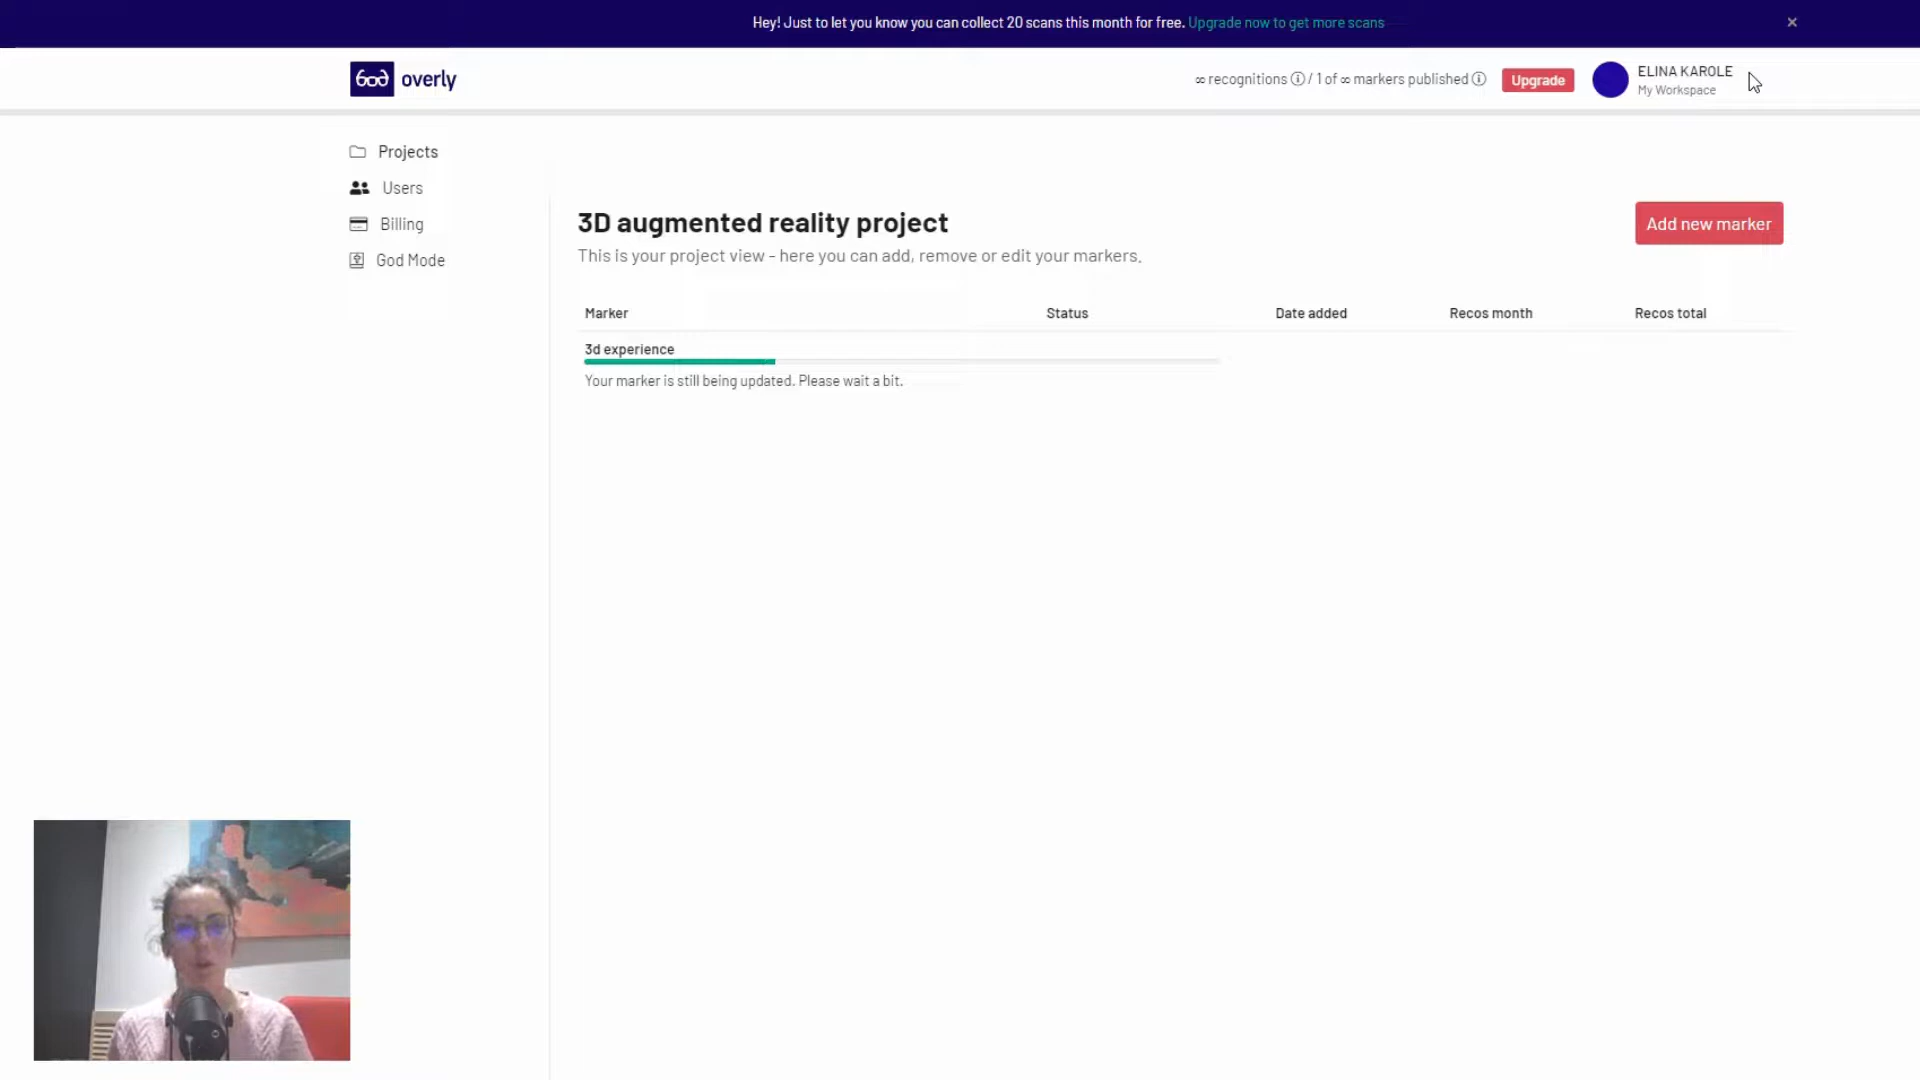 Hey! Just to let you know you can collect 20 scans this month for free. Upgrade now to get more scans
overly
∞ recognitions / 1 of ∞ markers published
Upgrade
ELINA KAROLE
My Workspace
Projects
Users
Billing
God Mode
3D augmented reality project
Add new marker
This is your project view - here you can add, remove or edit your markers.
Marker Status Date added Recos month Recos total
3d experience
Your marker is still being updated. Please wait a bit.